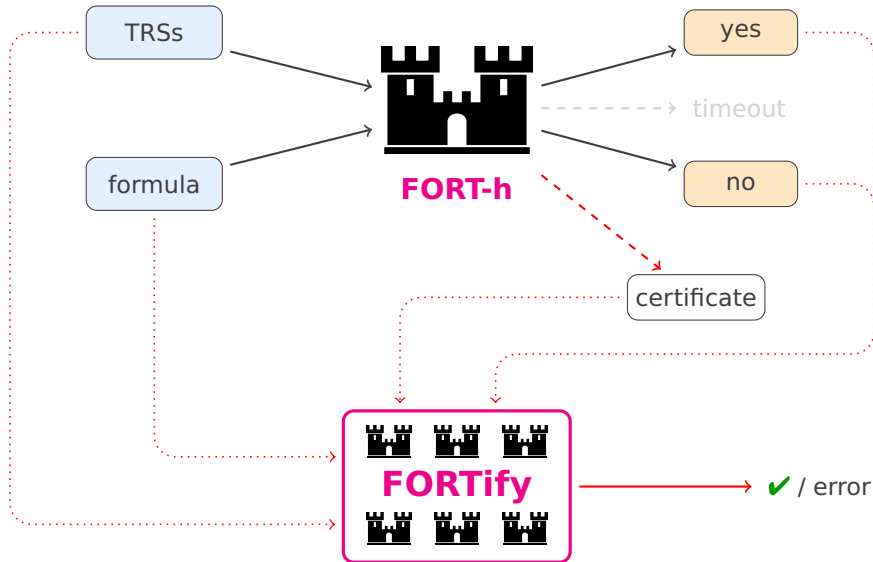 TRSs
yes
timeout
formula
FORT-h
no
certificate
FORTify
✔ / error